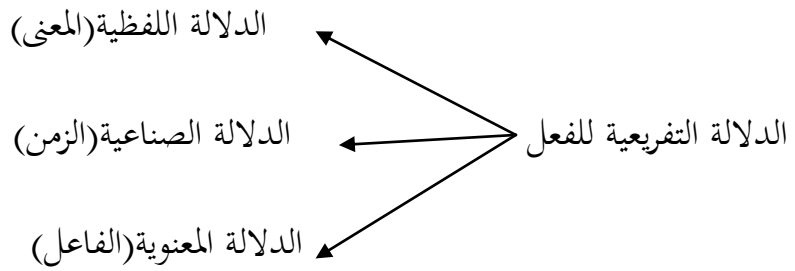 الدلالة اللفظية(المعنى)
الدلالة التفريعية للفعل
الدلالة الصناعية(الزمن)
الدلالة المعنوية(الفاعل)